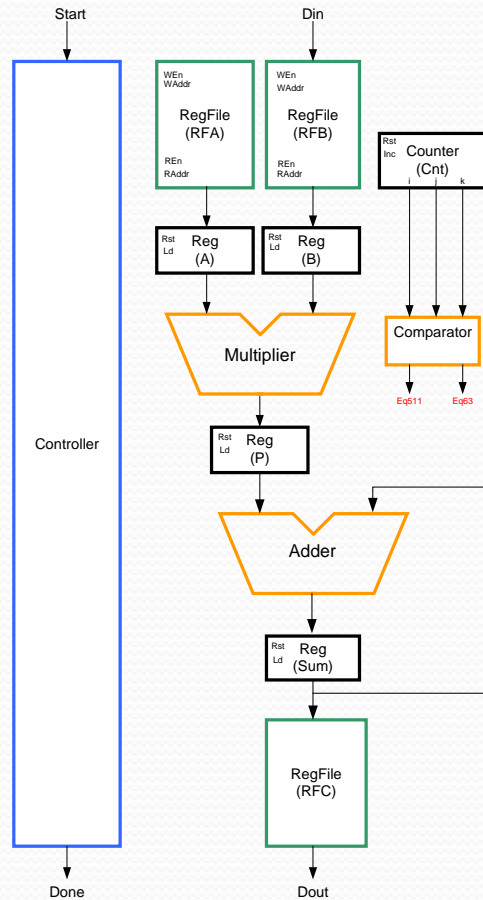 Start
Din
WEn
WAddr
RegFile
(RFA)
REn
RAddr
WEn
WAddr
RegFile
(RFB)
REn
RAddr
Rst
Inc
Counter
(Cnt)
i
j
k
Rst
Ld
Reg
(A)
Rst
Ld
Reg
(B)
Multiplier
Comparator
Eq511
Eq63
Controller
Rst
Ld
Reg
(P)
Adder
Rst
Ld
Reg
(Sum)
RegFile
(RFC)
Done
Dout